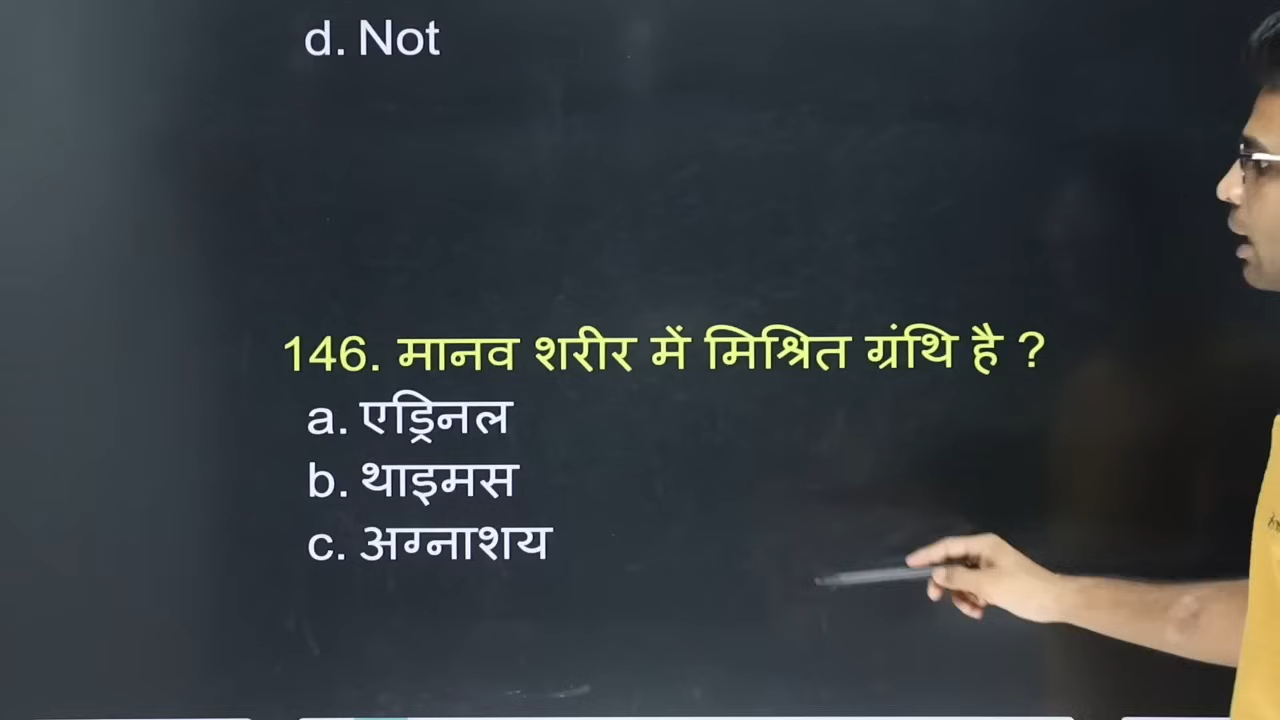 d. Not
146. मानव शरीर में मिश्रित ग्रंथि है ?
a. एड्रिनल
b. थाइमस
c. अग्नाशय